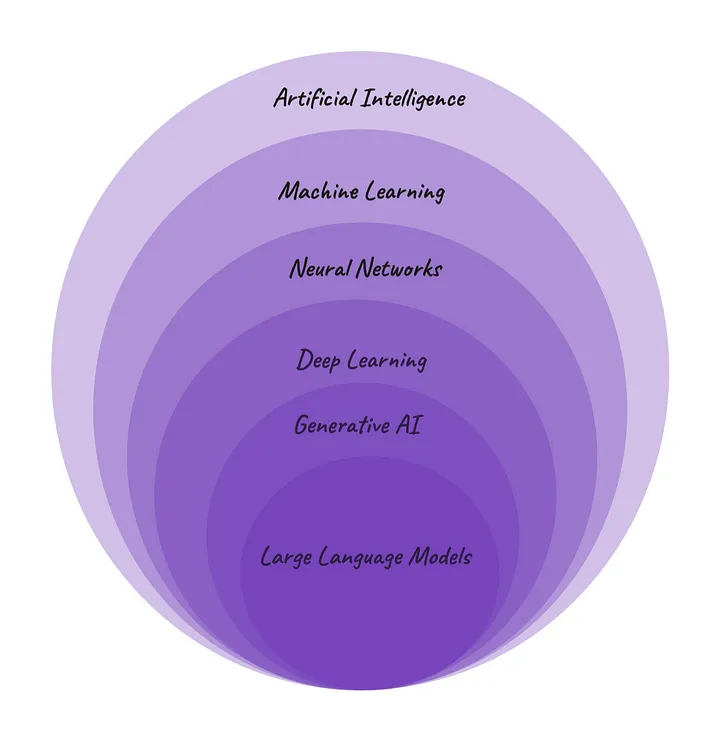 Artificial Intelligence
Machine Learning
Neural Networks
Deep Learning
Generative AI
Large Language Models